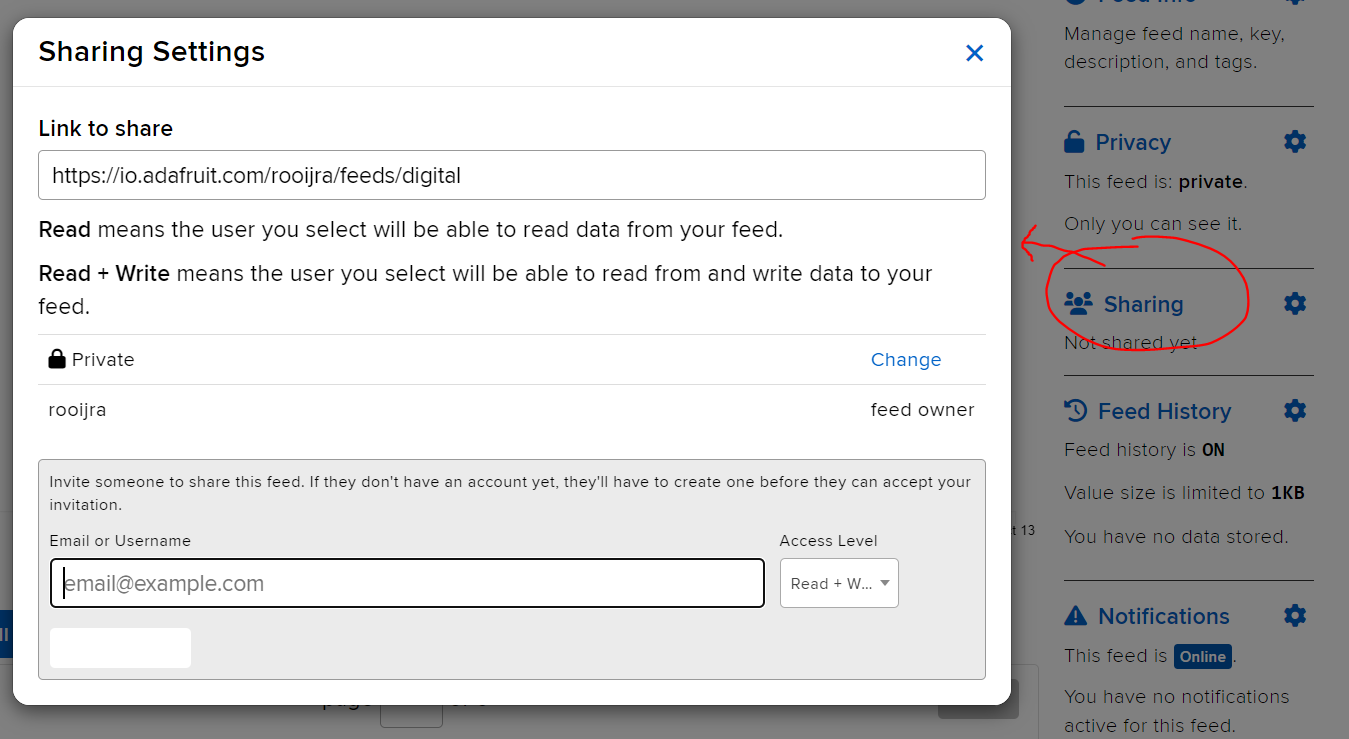 Sharing Settings
Link to share
https://io.adafruit.com/rooijra/feeds/digital
Read means the user you select will be able to read data from your feed.
Read + Write means the user you select will be able to read from and write data to your
feed.
Private Change
rooijra feed owner
Invite someone to share this feed. If they don't have an account yet, they'll have to create one before they can accept your
invitation.
Email or Username Access Level
email@example.com Read + W...
Manage feed name, key,
description, and tags.
Privacy
This feed is: private.
Only you can see it.
Sharing
Not shared yet
Feed History
Feed history is ON
Value size is limited to 1KB
You have no data stored.
Notifications
This feed is Online.
You have no notifications
active for this feed.
t 13